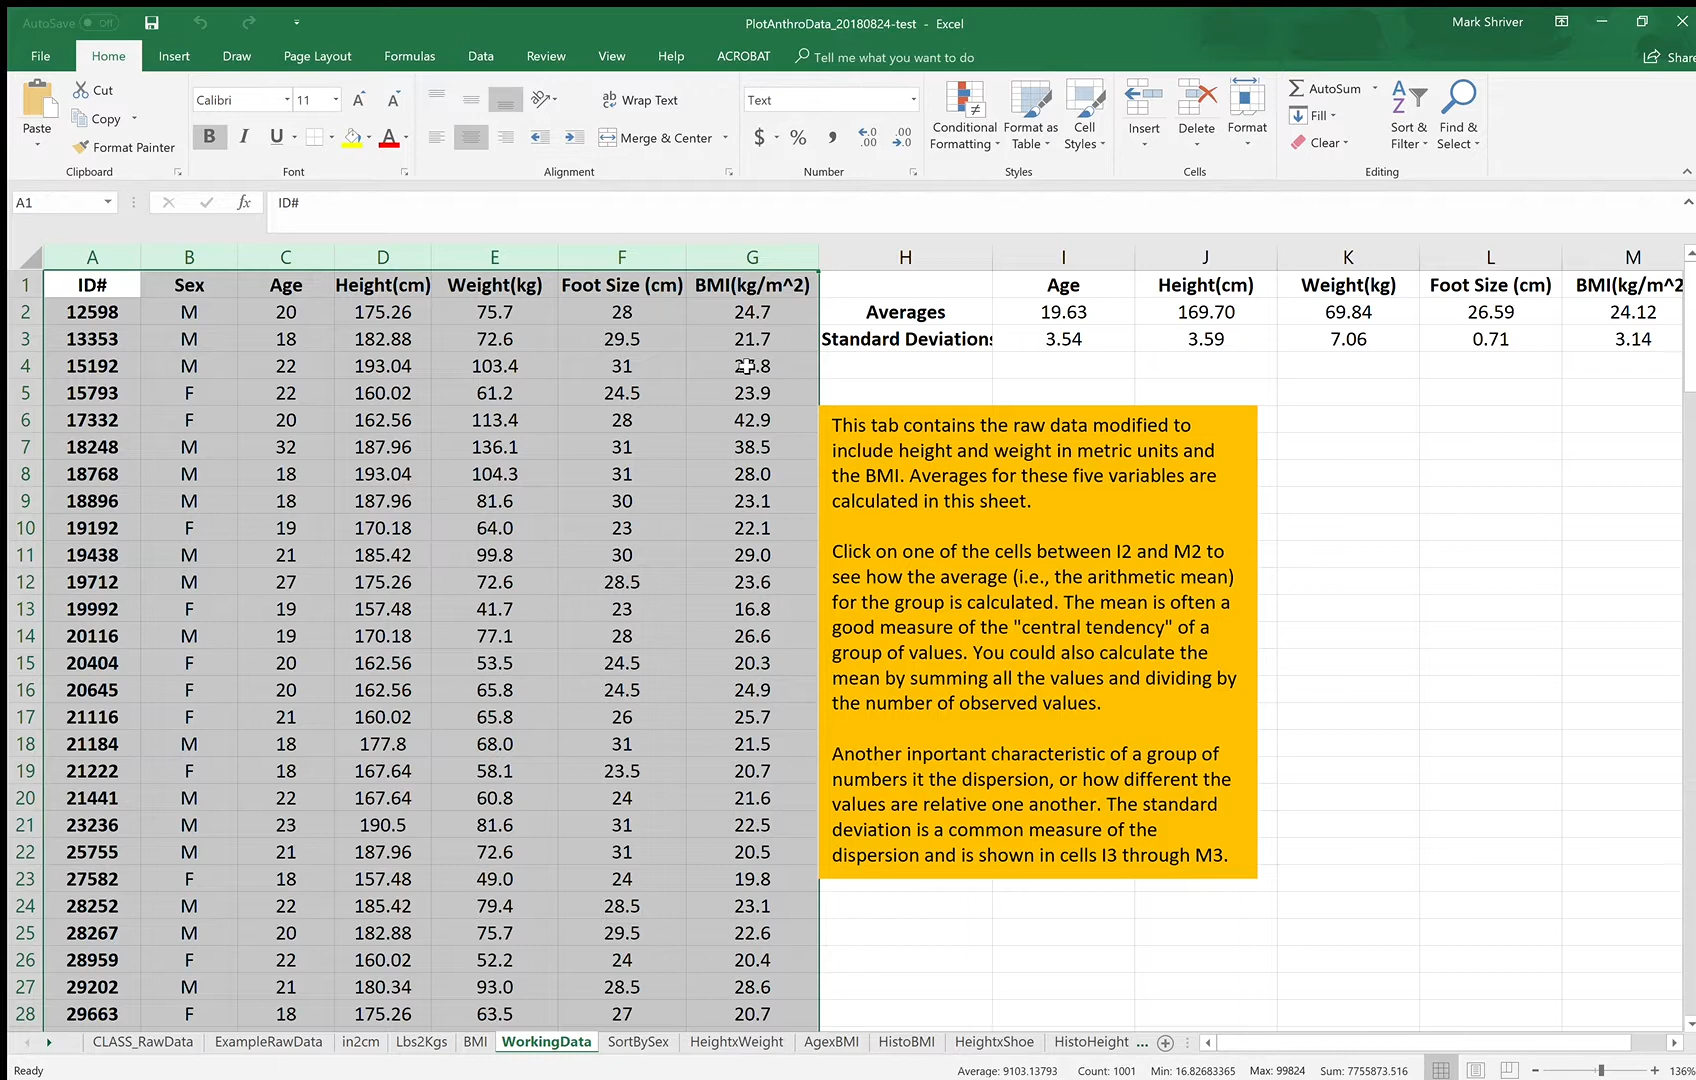 AutoSave Off
PlotAnthroData_20180824-test - Excel
Mark Shriver
File Home Insert Draw Page Layout Formulas Data Review View Help ACROBAT Tell me what you want to do Share
Paste
Cut
Copy
Format Painter
Clipboard
Calibri 11
B I U A
Font
Wrap Text
Merge & Center
Alignment
Text
$ % ,
Number
Conditional Formatting
Format as Table
Cell Styles
Styles
Insert Delete Format
Cells
AutoSum
Fill
Clear
Sort & Filter
Find & Select
Editing
A1 fx ID#
A B C D E F G H I J K L M
1 ID# Sex Age Height(cm) Weight(kg) Foot Size (cm) BMI(kg/m^2) Age Height(cm) Weight(kg) Foot Size (cm) BMI(kg/m^2
2 12598 M 20 175.26 75.7 28 24.7 Averages 19.63 169.70 69.84 26.59 24.12
3 13353 M 18 182.88 72.6 29.5 21.7 Standard Deviations 3.54 3.59 7.06 0.71 3.14
4 15192 M 22 193.04 103.4 31
5 15793 F 22 160.02 61.2 24.5 23.9
6 17332 F 20 162.56 113.4 28 42.9
7 18248 M 32 187.96 136.1 31 38.5
8 18768 M 18 193.04 104.3 31 28.0
9 18896 M 18 187.96 81.6 30 23.1
10 19192 F 19 170.18 64.0 23 22.1
11 19438 M 21 185.42 99.8 30 29.0
12 19712 M 27 175.26 72.6 28.5 23.6
13 19992 F 19 157.48 41.7 23 16.8
14 20116 M 19 170.18 77.1 28 26.6
15 20404 F 20 162.56 53.5 24.5 20.3
16 20645 F 20 162.56 65.8 24.5 24.9
17 21116 F 21 160.02 65.8 26 25.7
18 21184 M 18 177.8 68.0 31 21.5
19 21222 F 18 167.64 58.1 23.5 20.7
20 21441 M 22 167.64 60.8 24 21.6
21 23236 M 23 190.5 81.6 31 22.5
22 25755 M 21 187.96 72.6 31 20.5
23 27582 F 18 157.48 49.0 24 19.8
24 28252 M 22 185.42 79.4 28.5 23.1
25 28267 M 20 182.88 75.7 29.5 22.6
26 28959 F 22 160.02 52.2 24 20.4
27 29202 M 21 180.34 93.0 28.5 28.6
28 29663 F 18 175.26 63.5 27 20.7
This tab contains the raw data modified to
include height and weight in metric units and
the BMI. Averages for these five variables are
calculated in this sheet.
Click on one of the cells between I2 and M2 to
see how the average (i.e., the arithmetic mean)
for the group is calculated. The mean is often a
good measure of the "central tendency" of a
group of values. You could also calculate the
mean by summing all the values and dividing by
the number of observed values.
Another inportant characteristic of a group of
numbers it the dispersion, or how different the
values are relative one another. The standard
deviation is a common measure of the
dispersion and is shown in cells I3 through M3.
CLASS_RawData ExampleRawData in2cm Lbs2Kgs BMI WorkingData SortBySex HeightxWeight AgexBMI HistoBMI HeightxShoe HistoHeight ...
Ready Average: 9103.13793 Count: 1001 Min: 16.82683365 Max: 99824 Sum: 7755873.516 136%